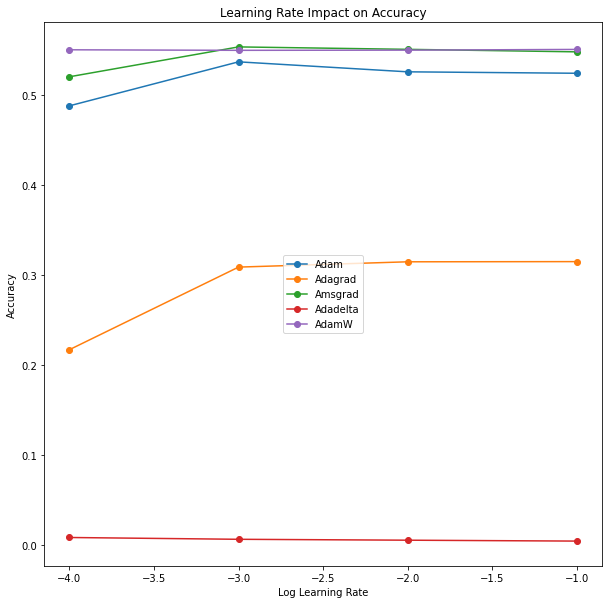 Learning Rate Impact on Accuracy
Accuracy
0.5
0.4
0.3
0.2
0.1
0.0
Adam
Adagrad
Amsgrad
Adadelta
AdamW
−4.0 −3.5 −3.0 −2.5 −2.0 −1.5 −1.0
Log Learning Rate